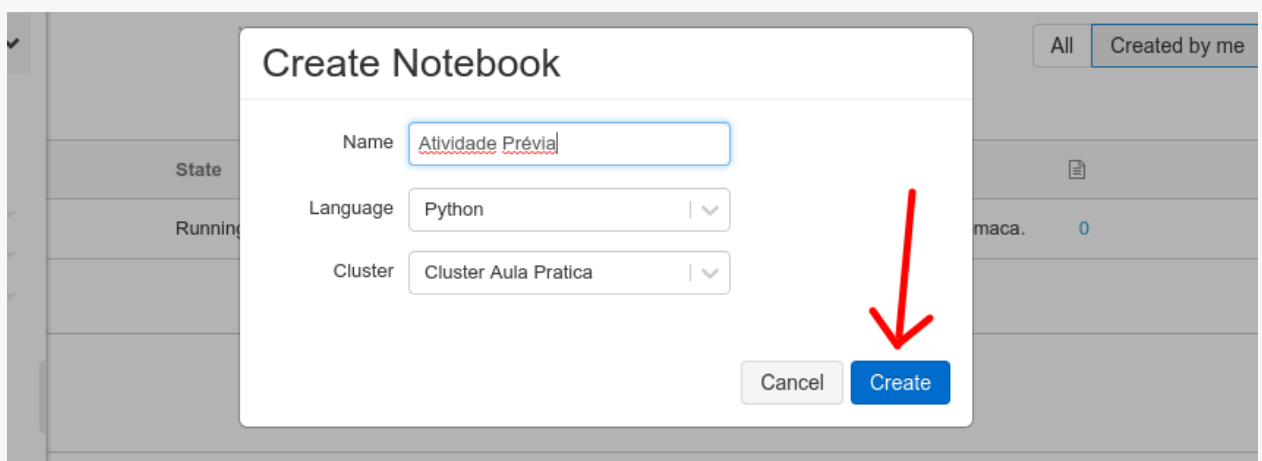 All
Created by me
Create Notebook
Name
Atividade Prévia
State
Language
Python
Running
maca.
0
Cluster
Cluster Aula Pratica
Cancel
Create